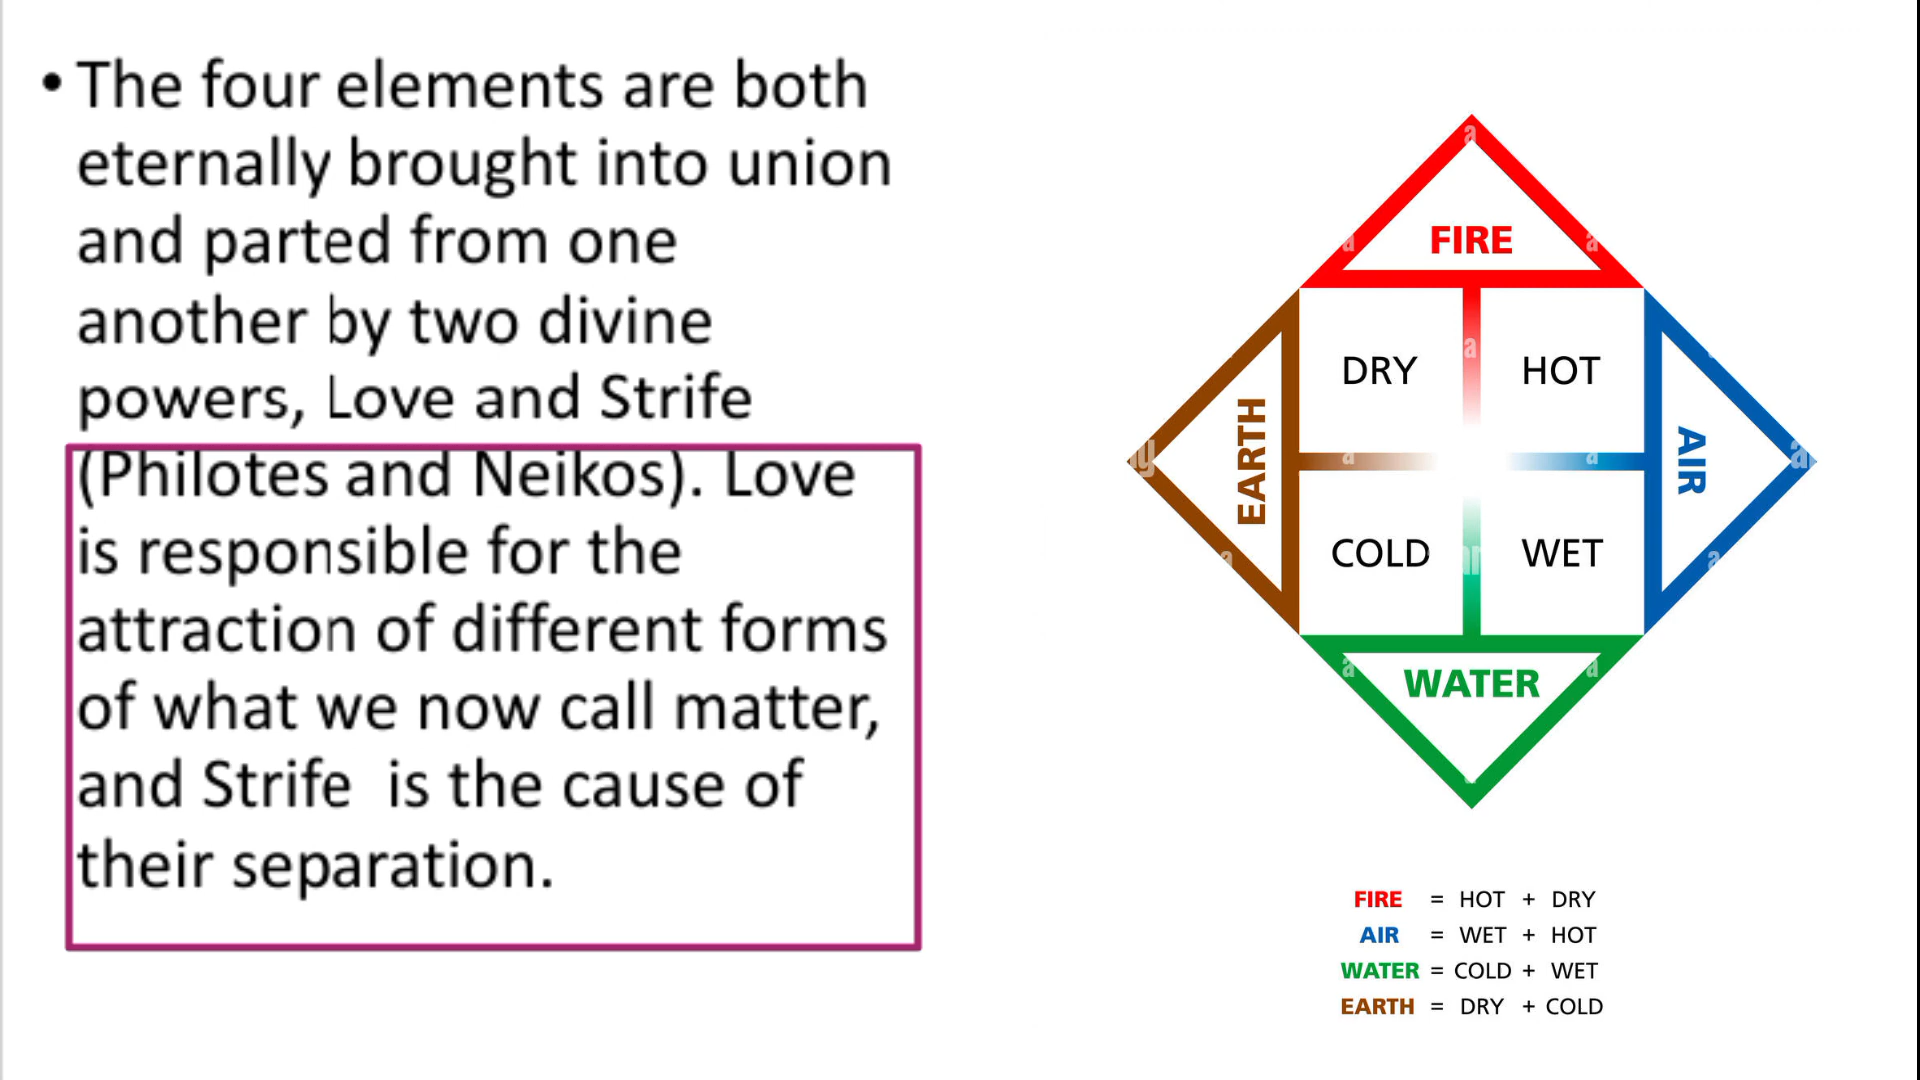 • The four elements are both
eternally brought into union
and parted from one
another by two divine
powers, Love and Strife
(Philotes and Neikos). Love
is responsible for the
attraction of different forms
of what we now call matter,
and Strife  is the cause of
their separation.
FIRE
DRY HOT
EARTH
AIR
COLD WET
WATER
FIRE = HOT + DRY
AIR = WET + HOT
WATER = COLD + WET
EARTH = DRY + COLD